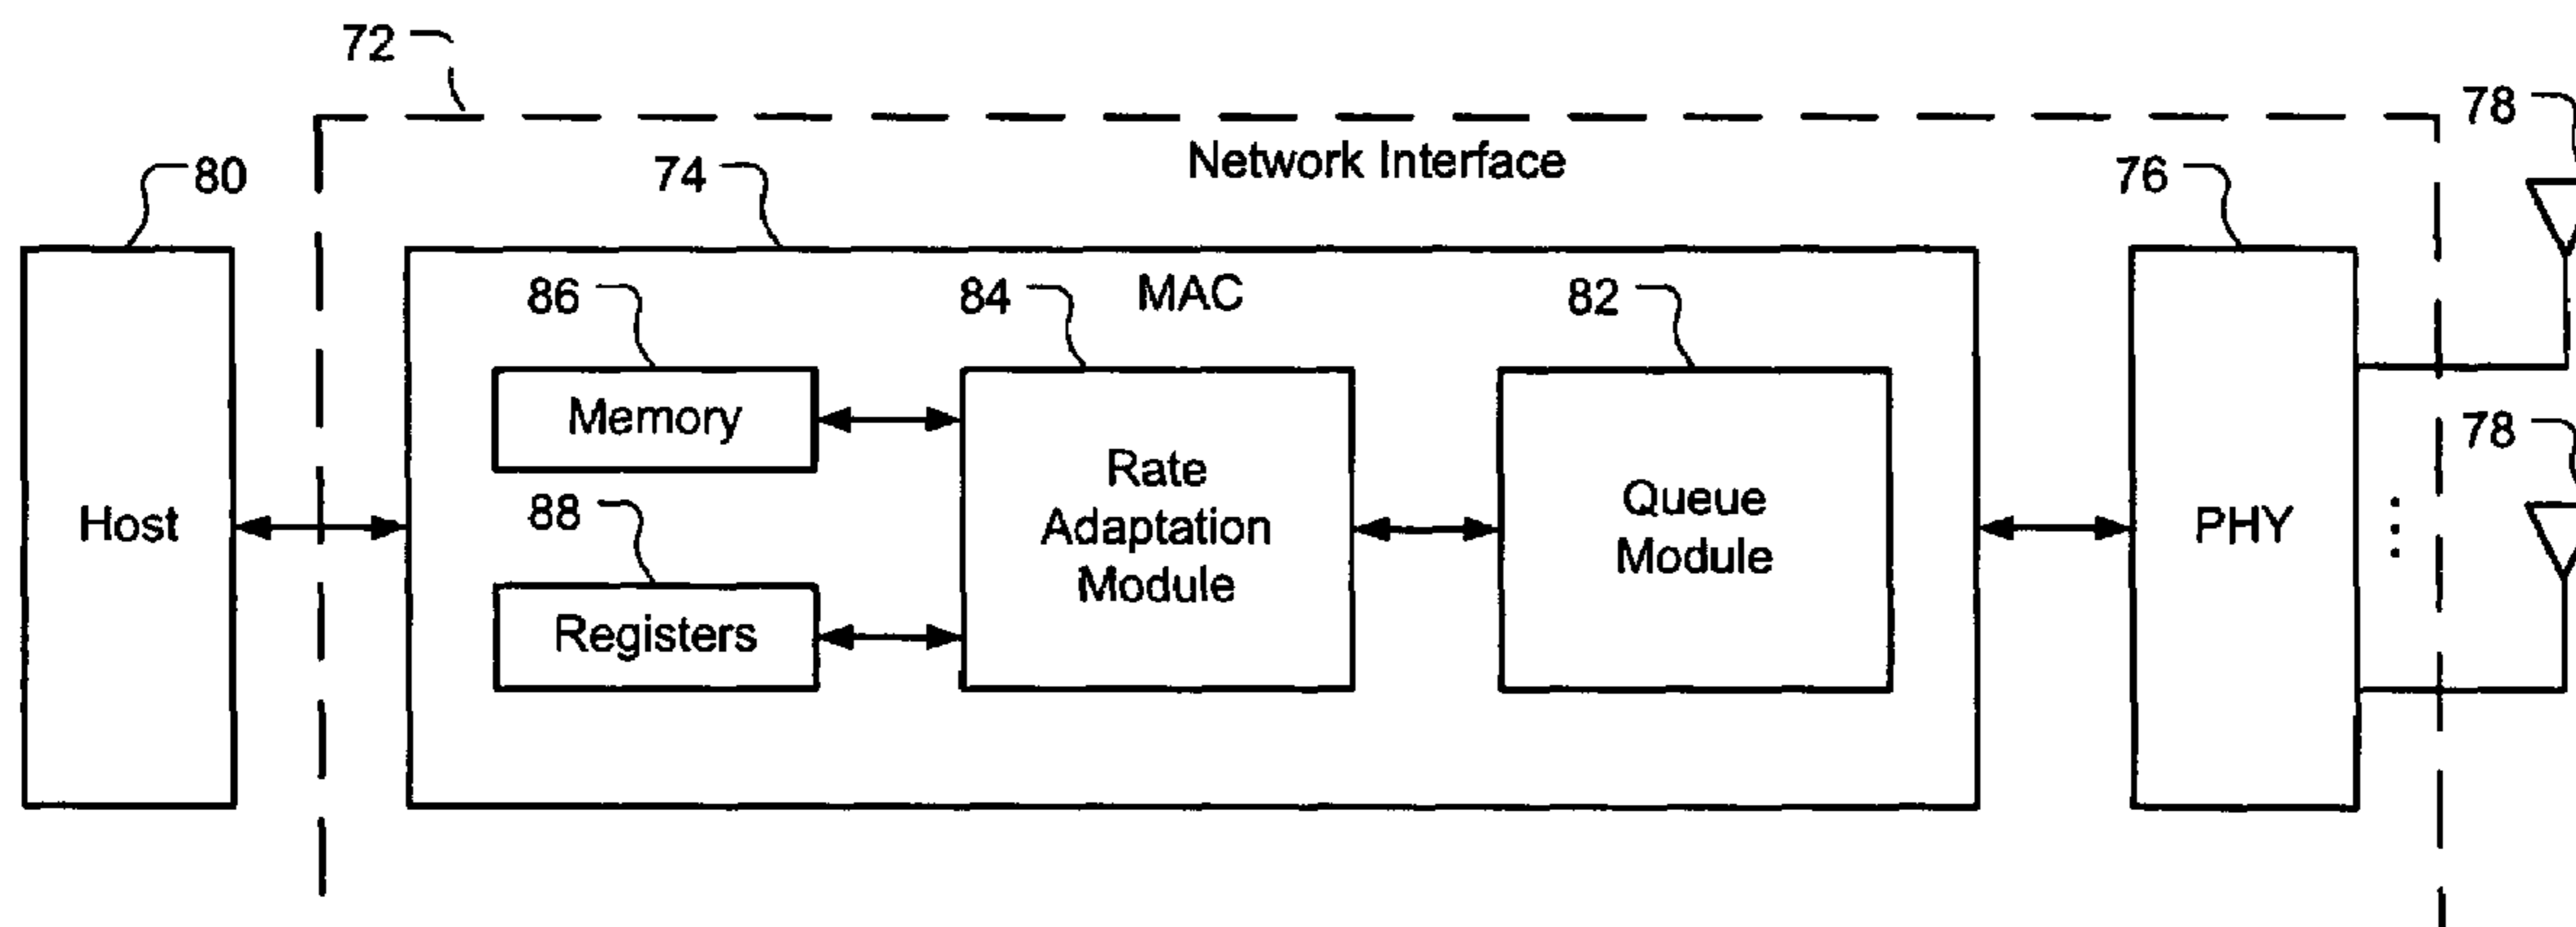 72
78
Network Interface
80
74
76
MAC
86
84
82
Memory
Rate
Adaptation
Module
Queue
Module
88
Registers
Host
PHY
78